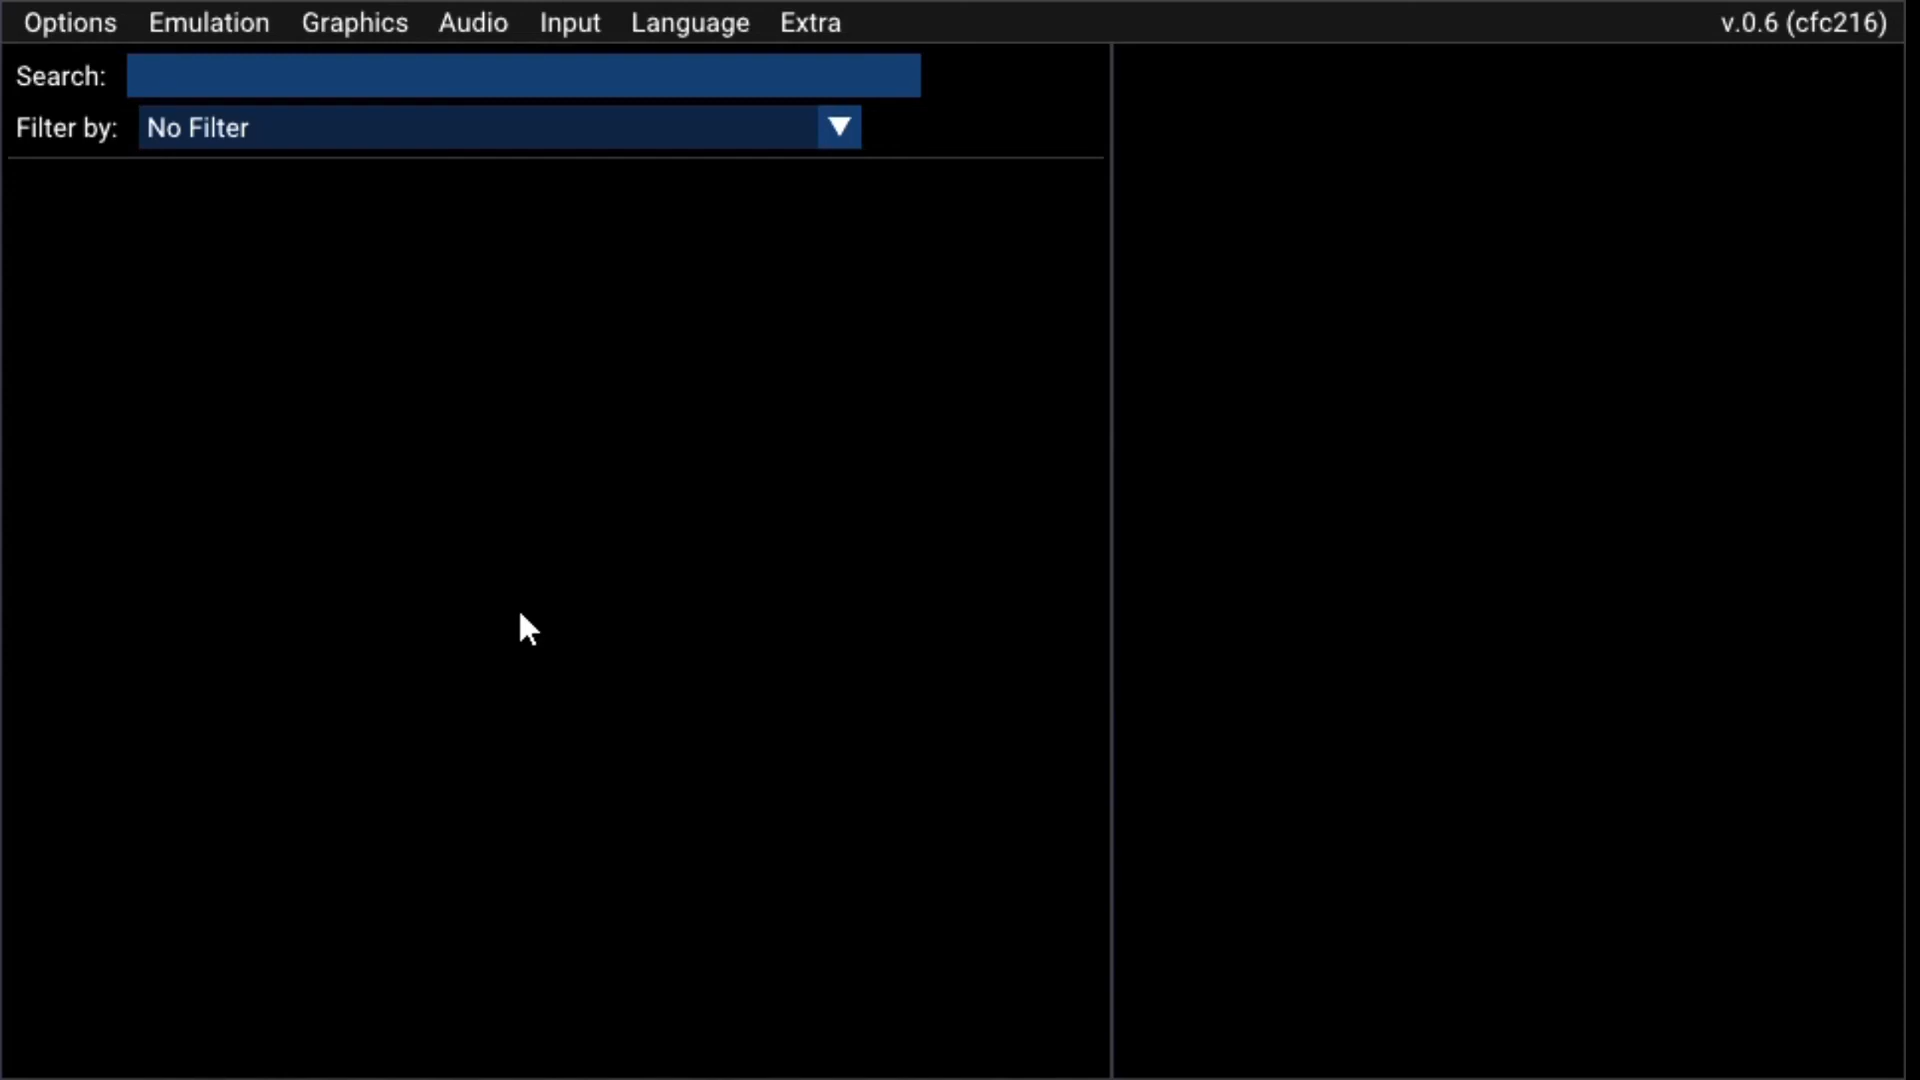 Options Emulation Graphics Audio Input Language Extra v.0.6 (cfc216)
Search:
Filter by: No Filter